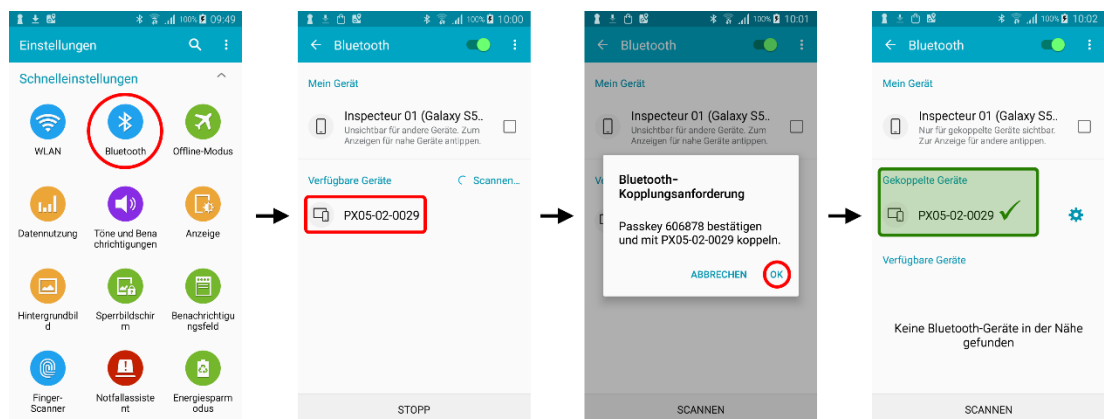 100% 09:49
Einstellungen
Schnelleinstellungen
WLAN
Bluetooth
Offline-Modus
Datennutzung
Töne und Bena
chrichtigungen
Anzeige
Hintergrundbil
d
Sperrbildschir
m
Benachrichtigu
ngsfeld
Finger-
Scanner
Notfallassiste
nt
Energiesparm
odus
100% 10:00
Bluetooth
Mein Gerät
Inspecteur 01 (Galaxy S5..
Unsichtbar für andere Geräte. Zum
Anzeigen für nahe Geräte antippen.
Verfügbare Geräte
Scannen...
PX05-02-0029
STOPP
100% 10:01
Bluetooth
Mein Gerät
Inspecteur 01 (Galaxy S5..
Unsichtbar für andere Geräte. Zum
Anzeigen für nahe Geräte antippen.
Bluetooth-
Kopplungsanforderung
Passkey 606878 bestätigen
und mit PX05-02-0029 koppeln.
ABBRECHEN OK
SCANNEN
100% 10:02
Bluetooth
Mein Gerät
Inspecteur 01 (Galaxy S5..
Nur für gekoppelte Geräte sichtbar.
Zur Anzeige für andere antippen.
Gekoppelte Geräte
PX05-02-0029
Verfügbare Geräte
Keine Bluetooth-Geräte in der Nähe
gefunden
SCANNEN